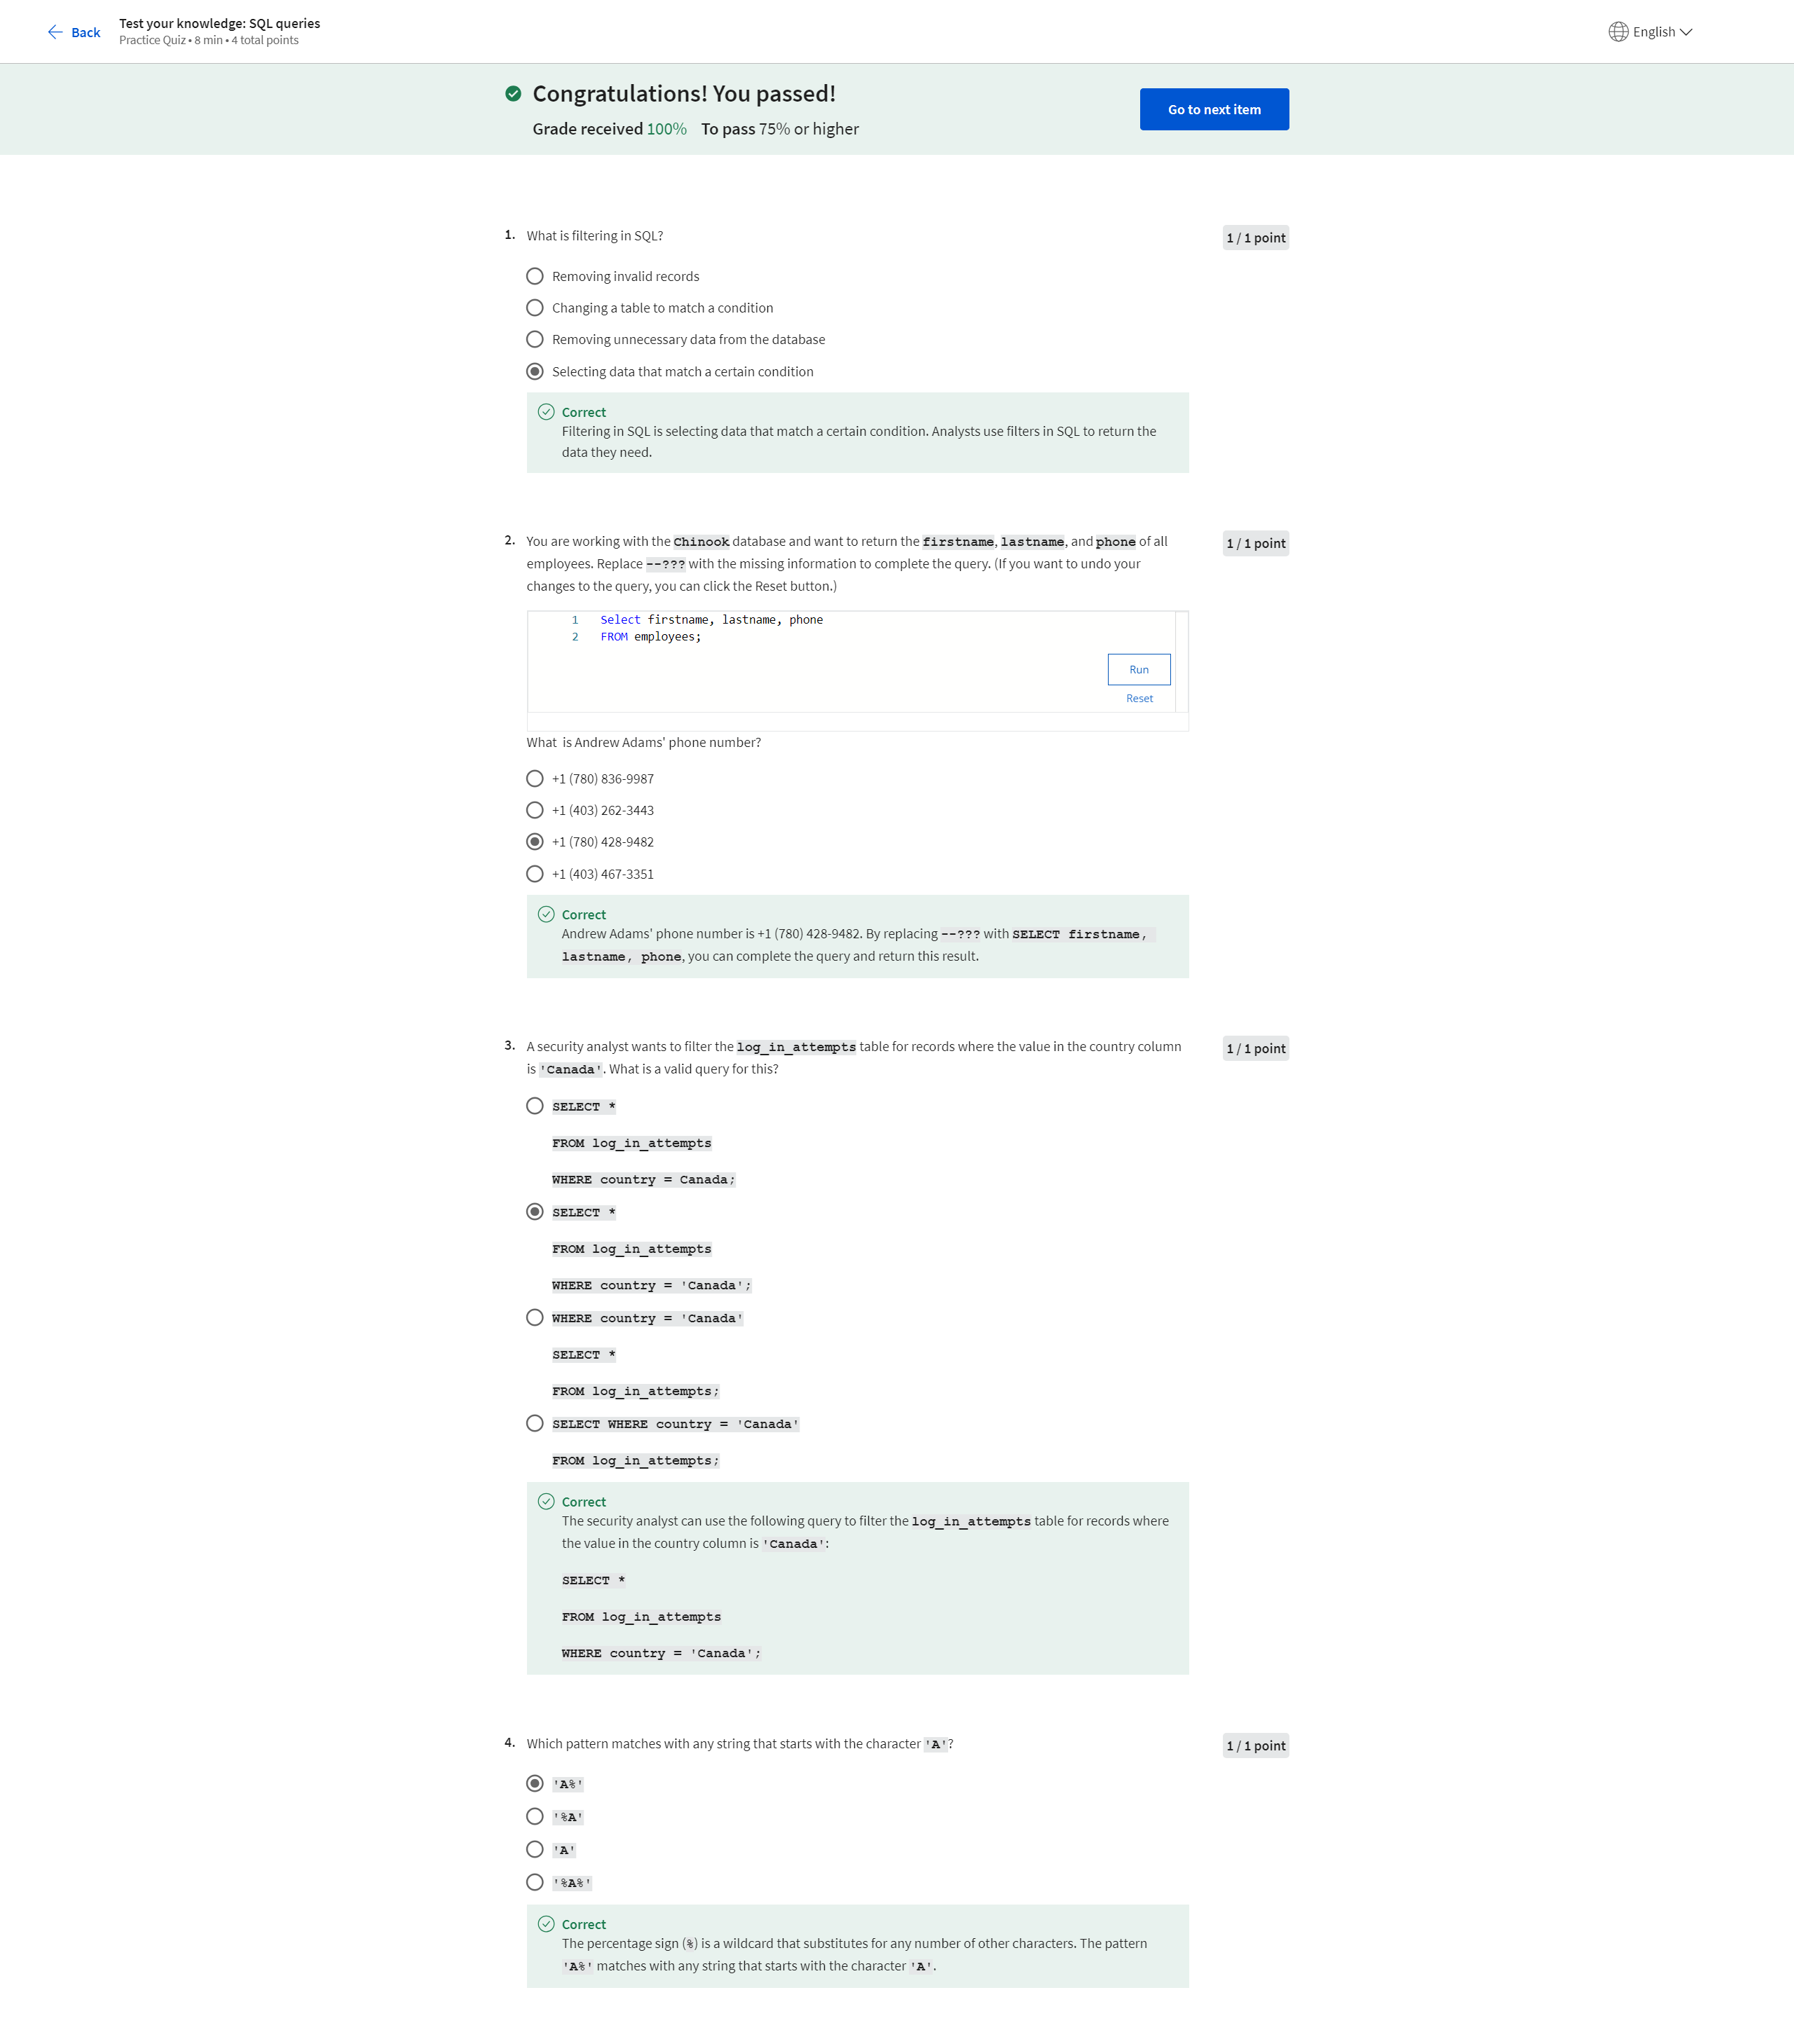 Back
Test your knowledge: SQL queries
Practice Quiz • 8 min • 4 total points
English
Congratulations! You passed!
Grade received 100% To pass 75% or higher
Go to next item
1. What is filtering in SQL?
1 / 1 point
Removing invalid records
Changing a table to match a condition
Removing unnecessary data from the database
Selecting data that match a certain condition
Correct
Filtering in SQL is selecting data that match a certain condition. Analysts use filters in SQL to return the
data they need.
2. You are working with the Chinook database and want to return the firstname, lastname, and phone of all
1 / 1 point
employees. Replace --??? with the missing information to complete the query. (If you want to undo your
changes to the query, you can click the Reset button.)
1 Select firstname, lastname, phone
2 FROM employees;
Run
Reset
What  is Andrew Adams' phone number?
+1 (780) 836-9987
+1 (403) 262-3443
+1 (780) 428-9482
+1 (403) 467-3351
Correct
Andrew Adams' phone number is +1 (780) 428-9482. By replacing --??? with SELECT firstname,
lastname, phone, you can complete the query and return this result.
3. A security analyst wants to filter the log_in_attempts table for records where the value in the country column
1 / 1 point
is 'Canada'. What is a valid query for this?
SELECT *
FROM log_in_attempts
WHERE country = Canada;
SELECT *
FROM log_in_attempts
WHERE country = 'Canada';
WHERE country = 'Canada'
SELECT *
FROM log_in_attempts;
SELECT WHERE country = 'Canada'
FROM log_in_attempts;
Correct
The security analyst can use the following query to filter the log_in_attempts table for records where
the value in the country column is 'Canada':
SELECT *
FROM log_in_attempts
WHERE country = 'Canada';
4. Which pattern matches with any string that starts with the character 'A'?
1 / 1 point
'A%'
'%A'
'A'
'%A%'
Correct
The percentage sign (%) is a wildcard that substitutes for any number of other characters. The pattern
'A%' matches with any string that starts with the character 'A'.